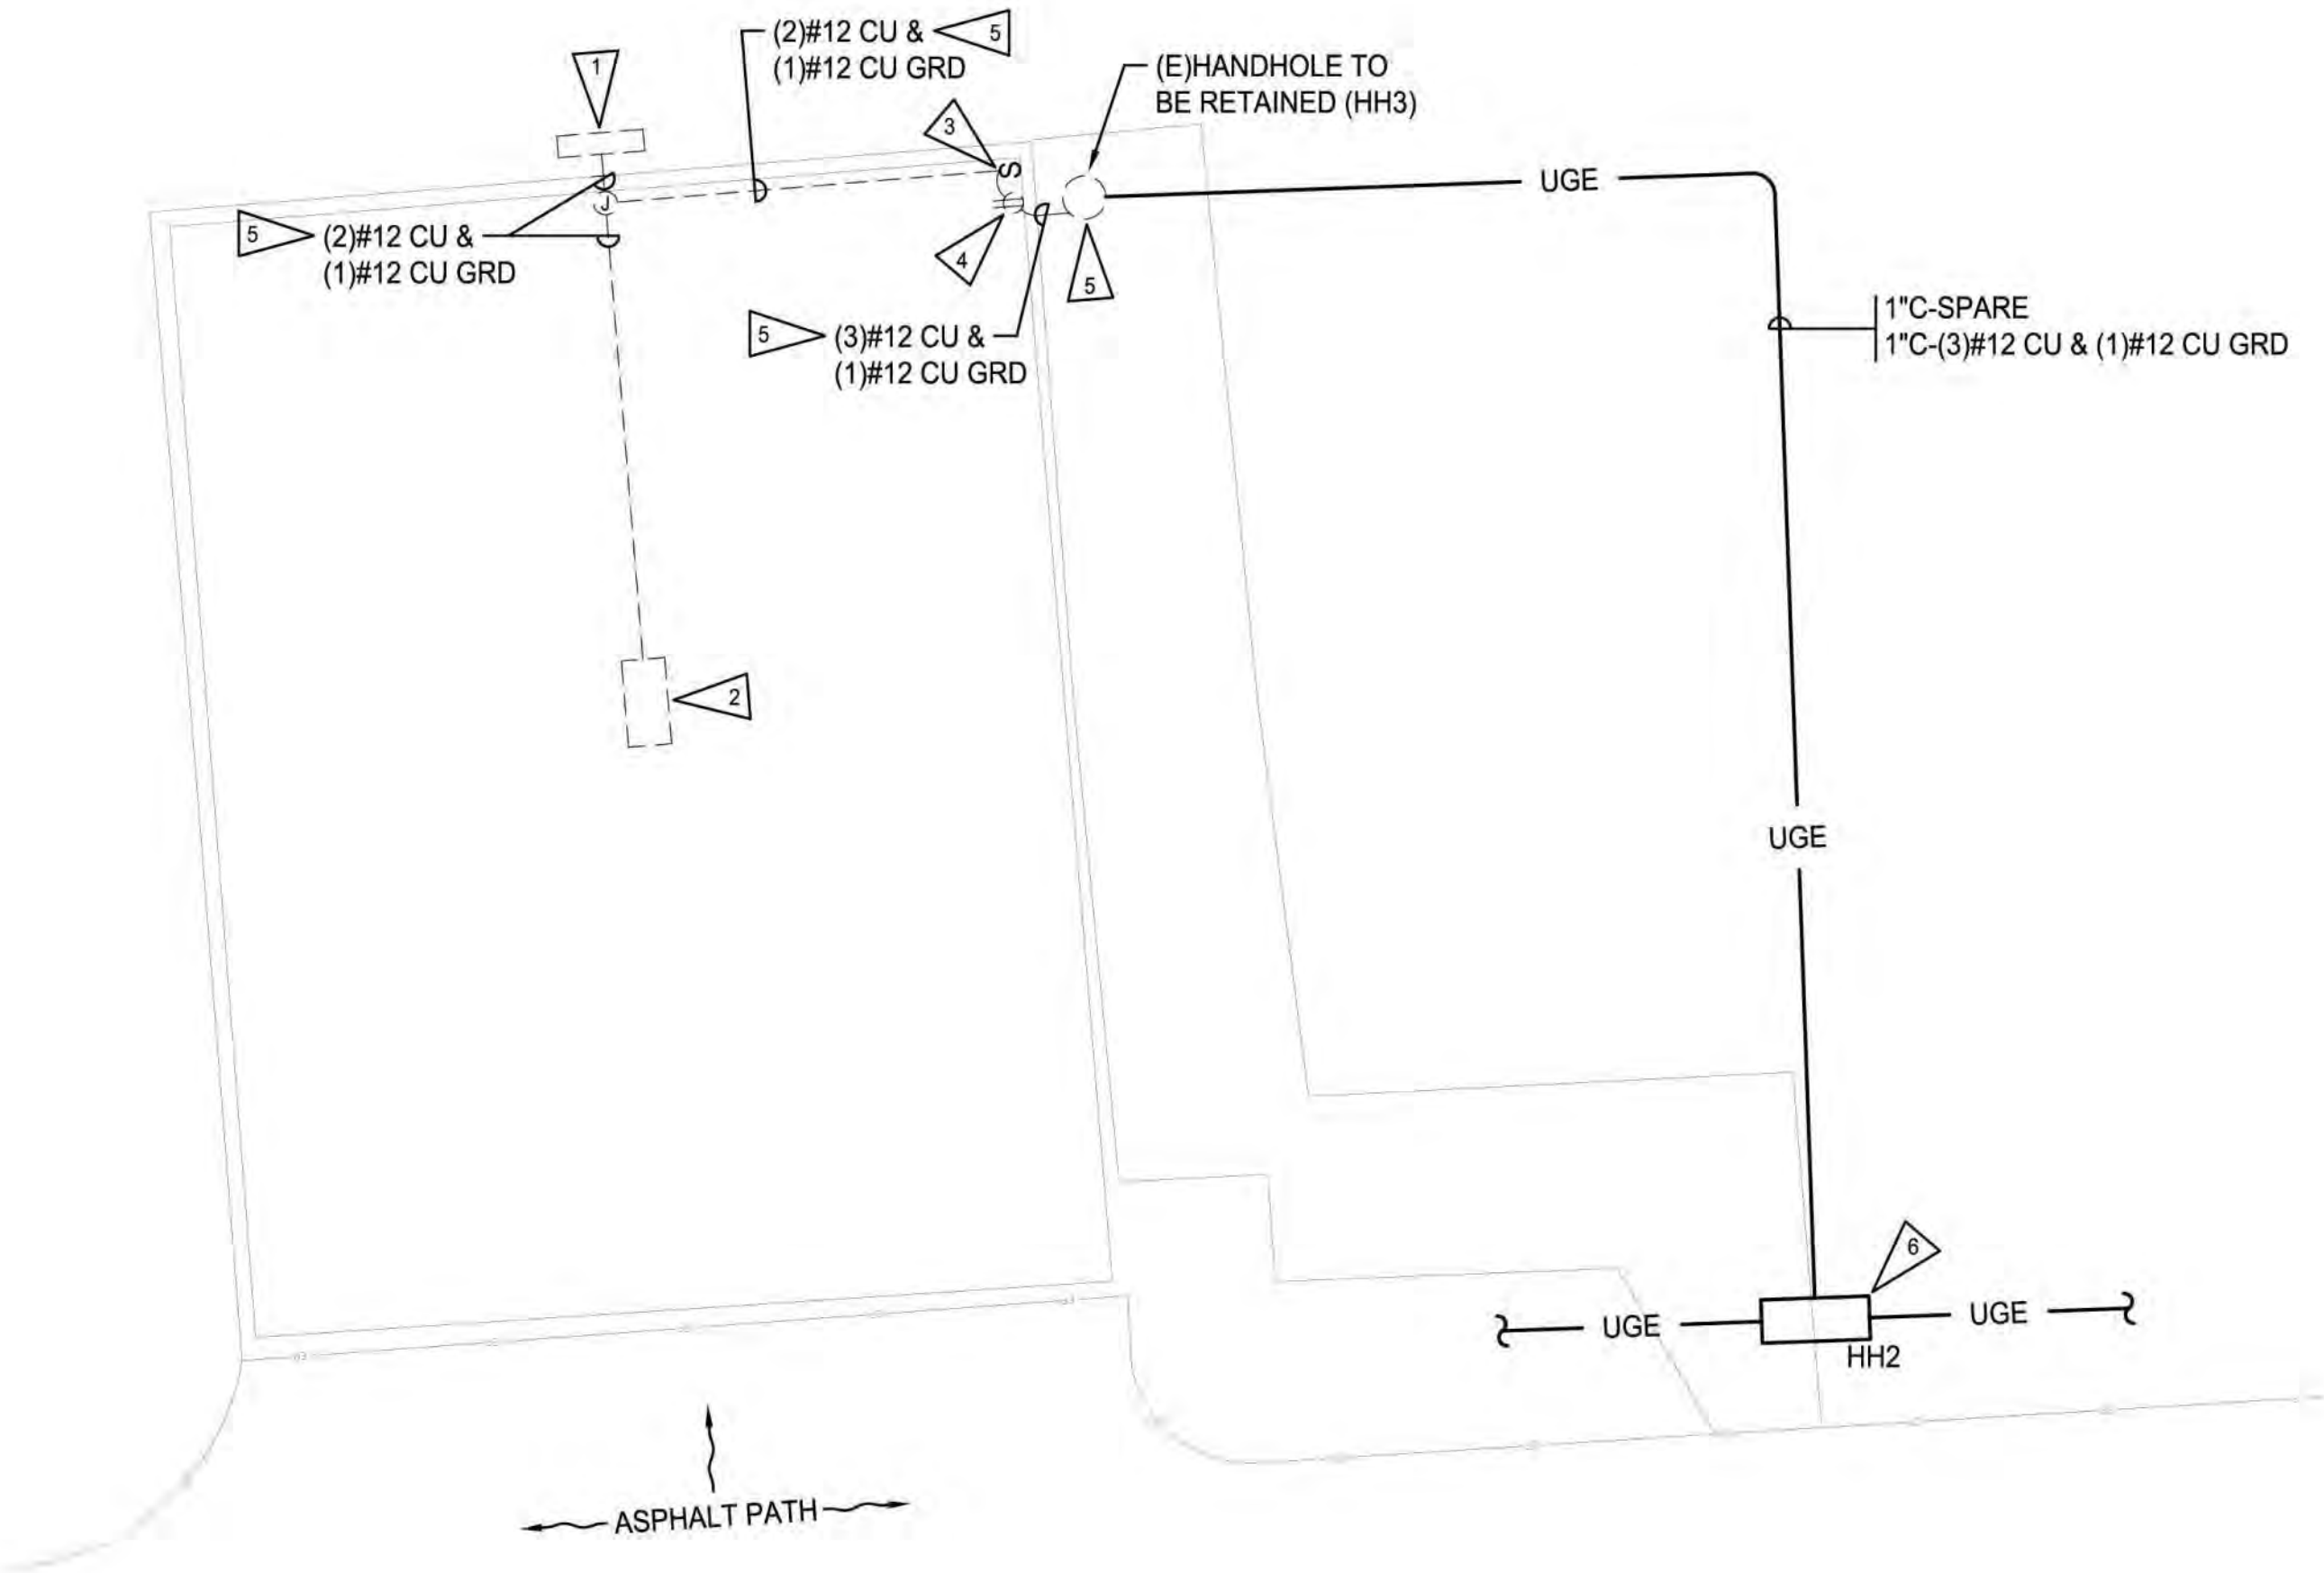 (2)#12 CU &
(1)#12 CU GRD
5
1
(E)HANDHOLE TO
BE RETAINED (HH3)
3
S
UGE
J
5
(2)#12 CU &
(1)#12 CU GRD
4
5
5
(3)#12 CU &
(1)#12 CU GRD
1"C-SPARE
1"C-(3)#12 CU & (1)#12 CU GRD
2
UGE
6
UGE
UGE
HH2
ASPHALT PATH